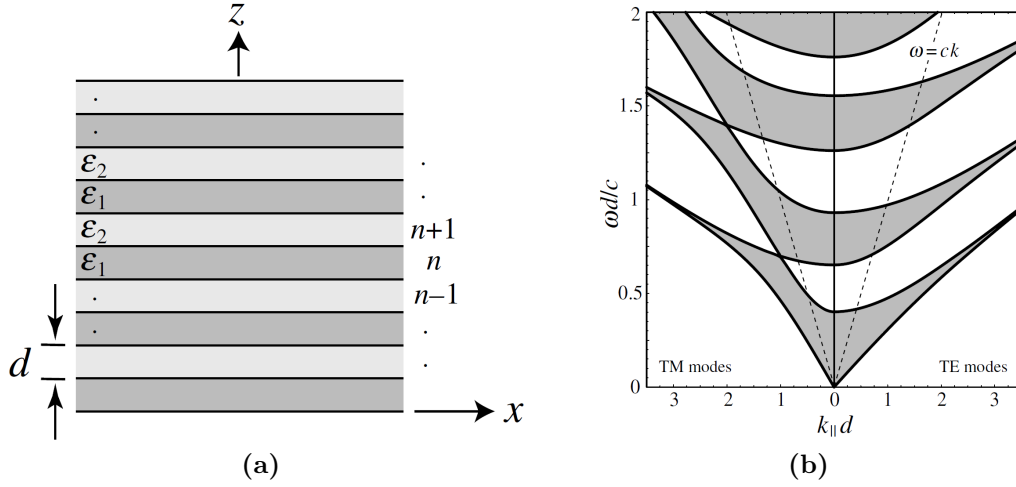 z
ε2
ε1
ε2
ε1
n+1
n
n−1
d
x
(a)
2
1.5
1
0.5
0
ωd/c
ω=ck
TM modes
TE modes
3 2 1 0 1 2 3
k∥d
(b)